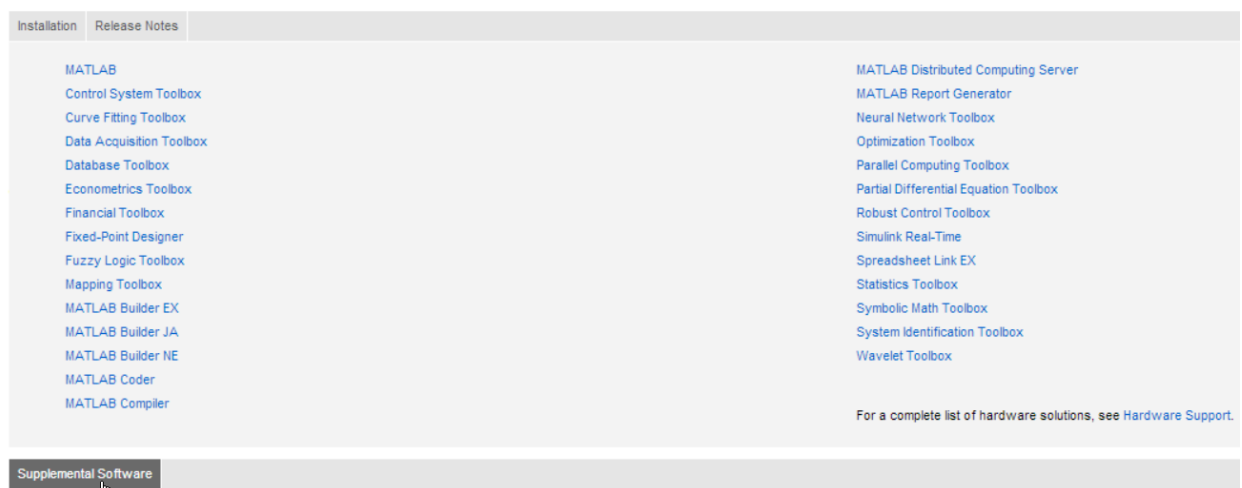 Installation Release Notes
MATLAB
Control System Toolbox
Curve Fitting Toolbox
Data Acquisition Toolbox
Database Toolbox
Econometrics Toolbox
Financial Toolbox
Fixed-Point Designer
Fuzzy Logic Toolbox
Mapping Toolbox
MATLAB Builder EX
MATLAB Builder JA
MATLAB Builder NE
MATLAB Coder
MATLAB Compiler
MATLAB Distributed Computing Server
MATLAB Report Generator
Neural Network Toolbox
Optimization Toolbox
Parallel Computing Toolbox
Partial Differential Equation Toolbox
Robust Control Toolbox
Simulink Real-Time
Spreadsheet Link EX
Statistics Toolbox
Symbolic Math Toolbox
System Identification Toolbox
Wavelet Toolbox
For a complete list of hardware solutions, see Hardware Support.
Supplemental Software